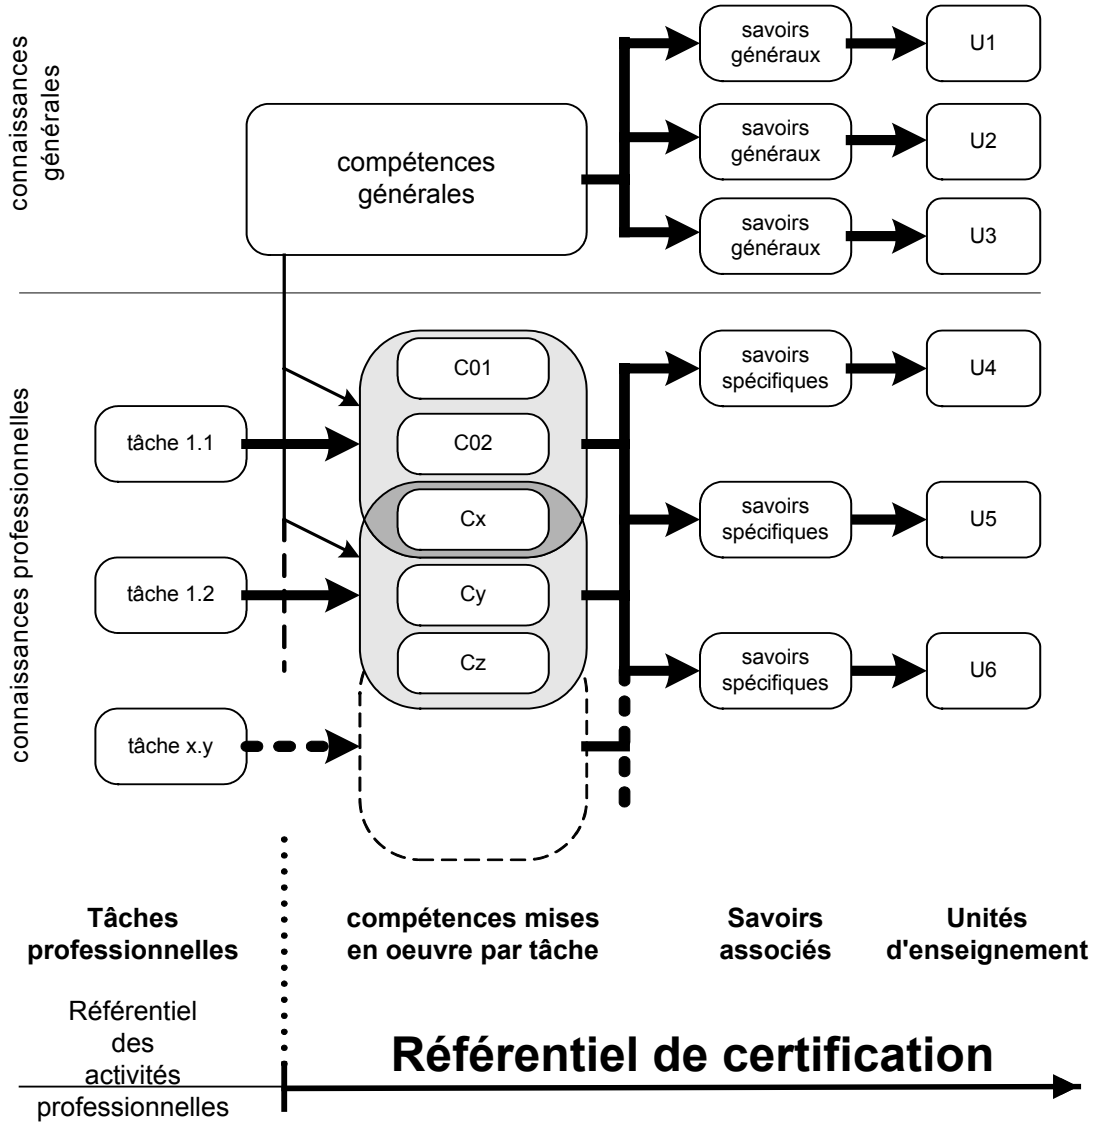 connaissances
générales
compétences
générales
savoirs
généraux
U1
savoirs
généraux
U2
savoirs
généraux
U3
connaissances professionnelles
tâche 1.1
tâche 1.2
tâche x.y
C01
C02
Cx
Cy
Cz
savoirs
spécifiques
U4
savoirs
spécifiques
U5
savoirs
spécifiques
U6
Tâches
professionnelles
compétences mises
en oeuvre par tâche
Savoirs
associés
Unités
d'enseignement
Référentiel
des
activités
professionnelles
Référentiel de certification